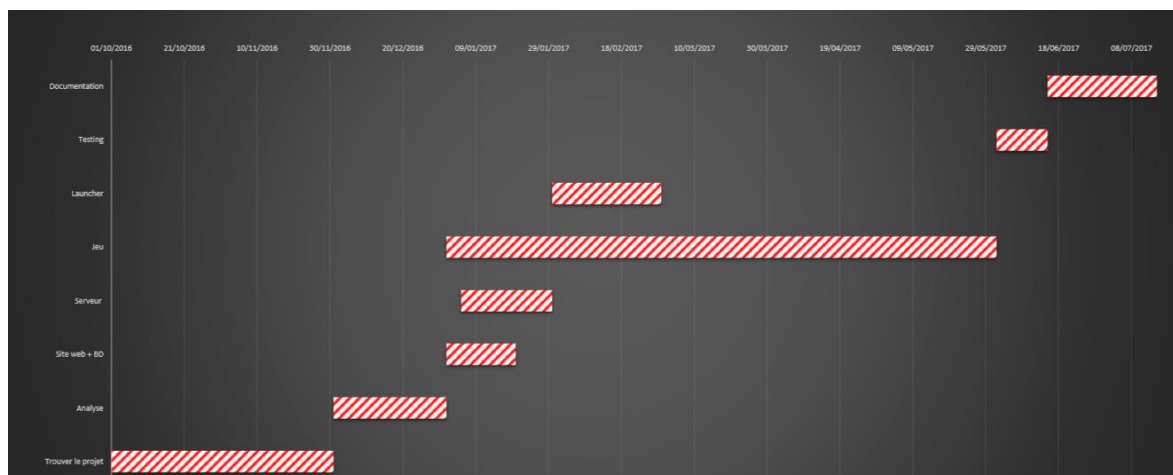 01/10/2016 21/10/2016 10/11/2016 30/11/2016 20/12/2016 09/01/2017 29/01/2017 18/02/2017 10/03/2017 30/03/2017 19/04/2017 09/05/2017 29/05/2017 18/06/2017 08/07/2017
Documentation
Testing
Launcher
Jeu
Serveur
Site web + BD
Analyse
Trouver le projet